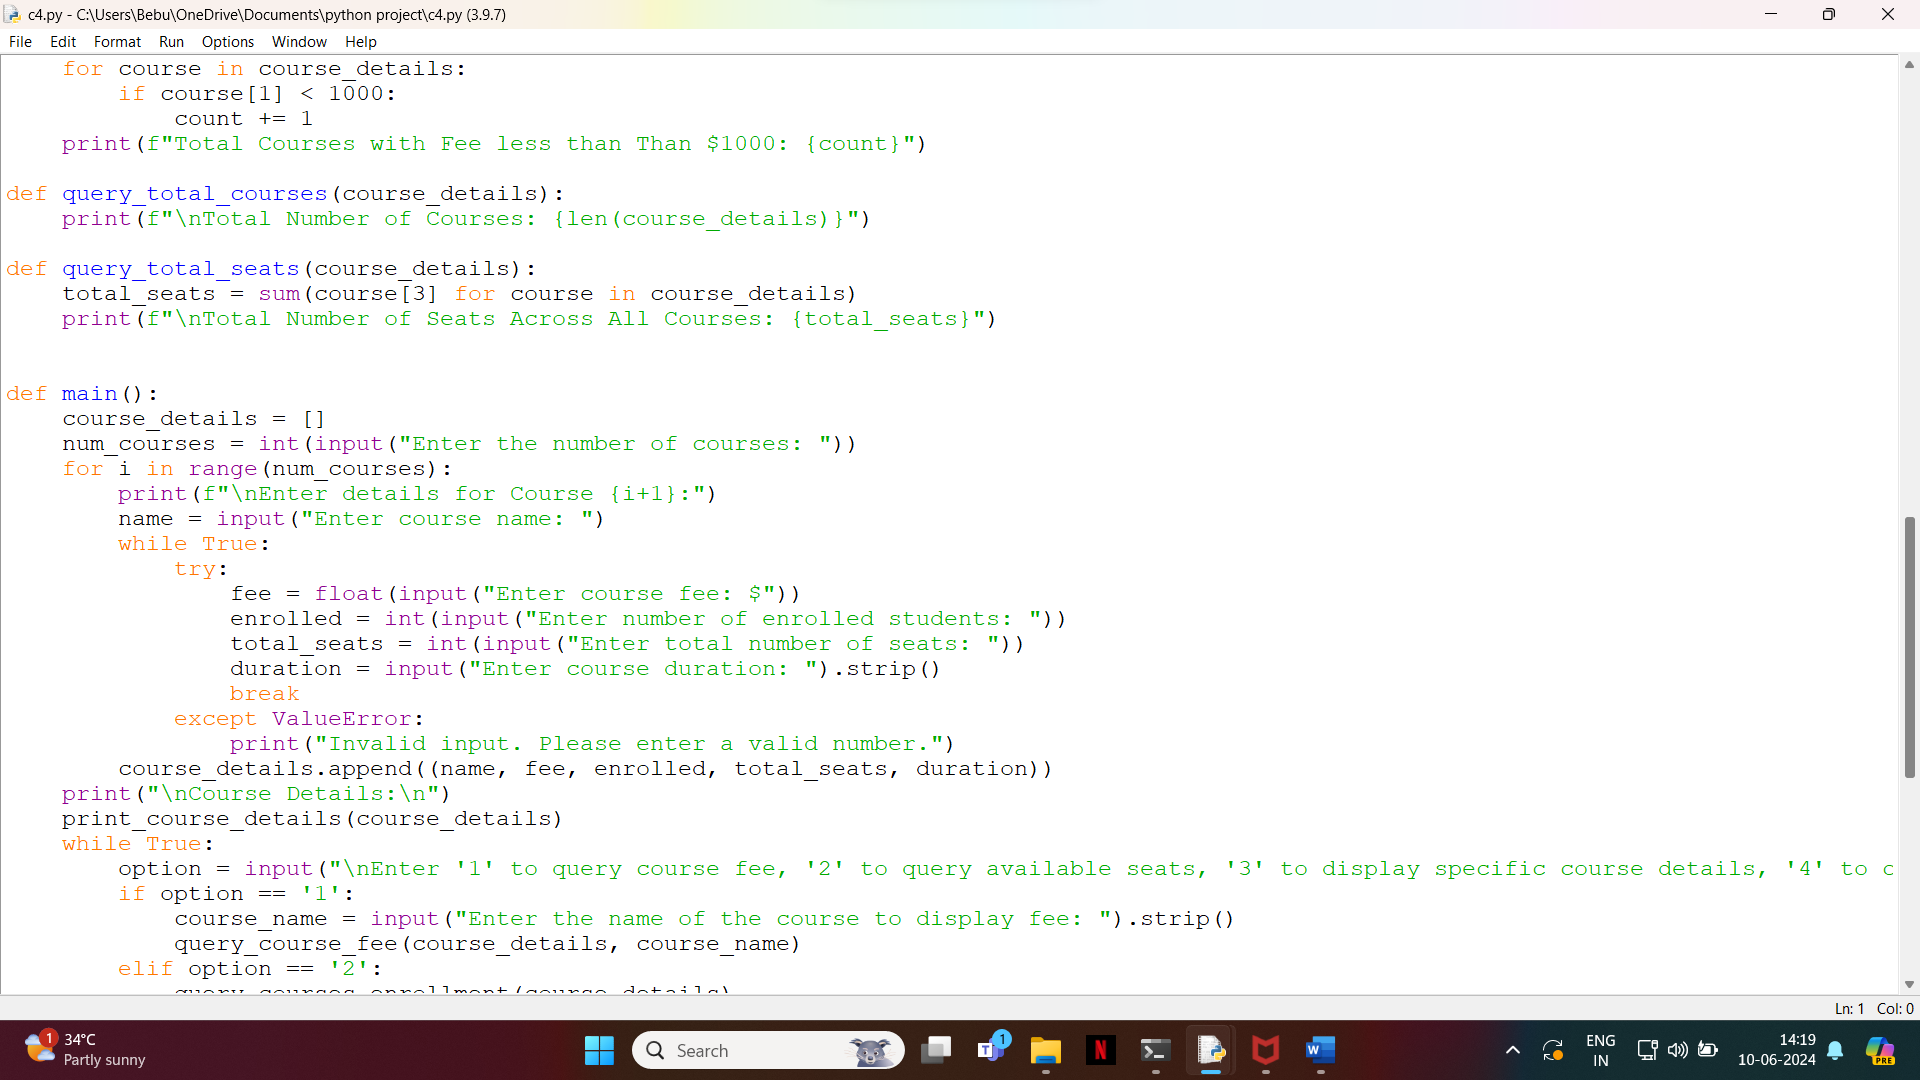 c4.py - C:\Users\Bebu\OneDrive\Documents\python project\c4.py (3.9.7)
File Edit Format Run Options Window Help
    for course in course_details:
        if course[1] < 1000:
            count += 1
    print(f"Total Courses with Fee less than Than $1000: {count}")

def query_total_courses(course_details):
    print(f"\nTotal Number of Courses: {len(course_details)}")

def query_total_seats(course_details):
    total_seats = sum(course[3] for course in course_details)
    print(f"\nTotal Number of Seats Across All Courses: {total_seats}")


def main():
    course_details = []
    num_courses = int(input("Enter the number of courses: "))
    for i in range(num_courses):
        print(f"\nEnter details for Course {i+1}:")
        name = input("Enter course name: ")
        while True:
            try:
                fee = float(input("Enter course fee: $"))
                enrolled = int(input("Enter number of enrolled students: "))
                total_seats = int(input("Enter total number of seats: "))
                duration = input("Enter course duration: ").strip()
                break
            except ValueError:
                print("Invalid input. Please enter a valid number.")
        course_details.append((name, fee, enrolled, total_seats, duration))
    print("\nCourse Details:\n")
    print_course_details(course_details)
    while True:
        option = input("\nEnter '1' to query course fee, '2' to query available seats, '3' to display specific course details, '4' to c
        if option == '1':
            course_name = input("Enter the name of the course to display fee: ").strip()
            query_course_fee(course_details, course_name)
        elif option == '2':
            query_courses_enrollment(course_details)
Ln: 1 Col: 0
1
34°C
Partly sunny
Search
1
N
W
ENG
IN
14:19
10-06-2024
PRE